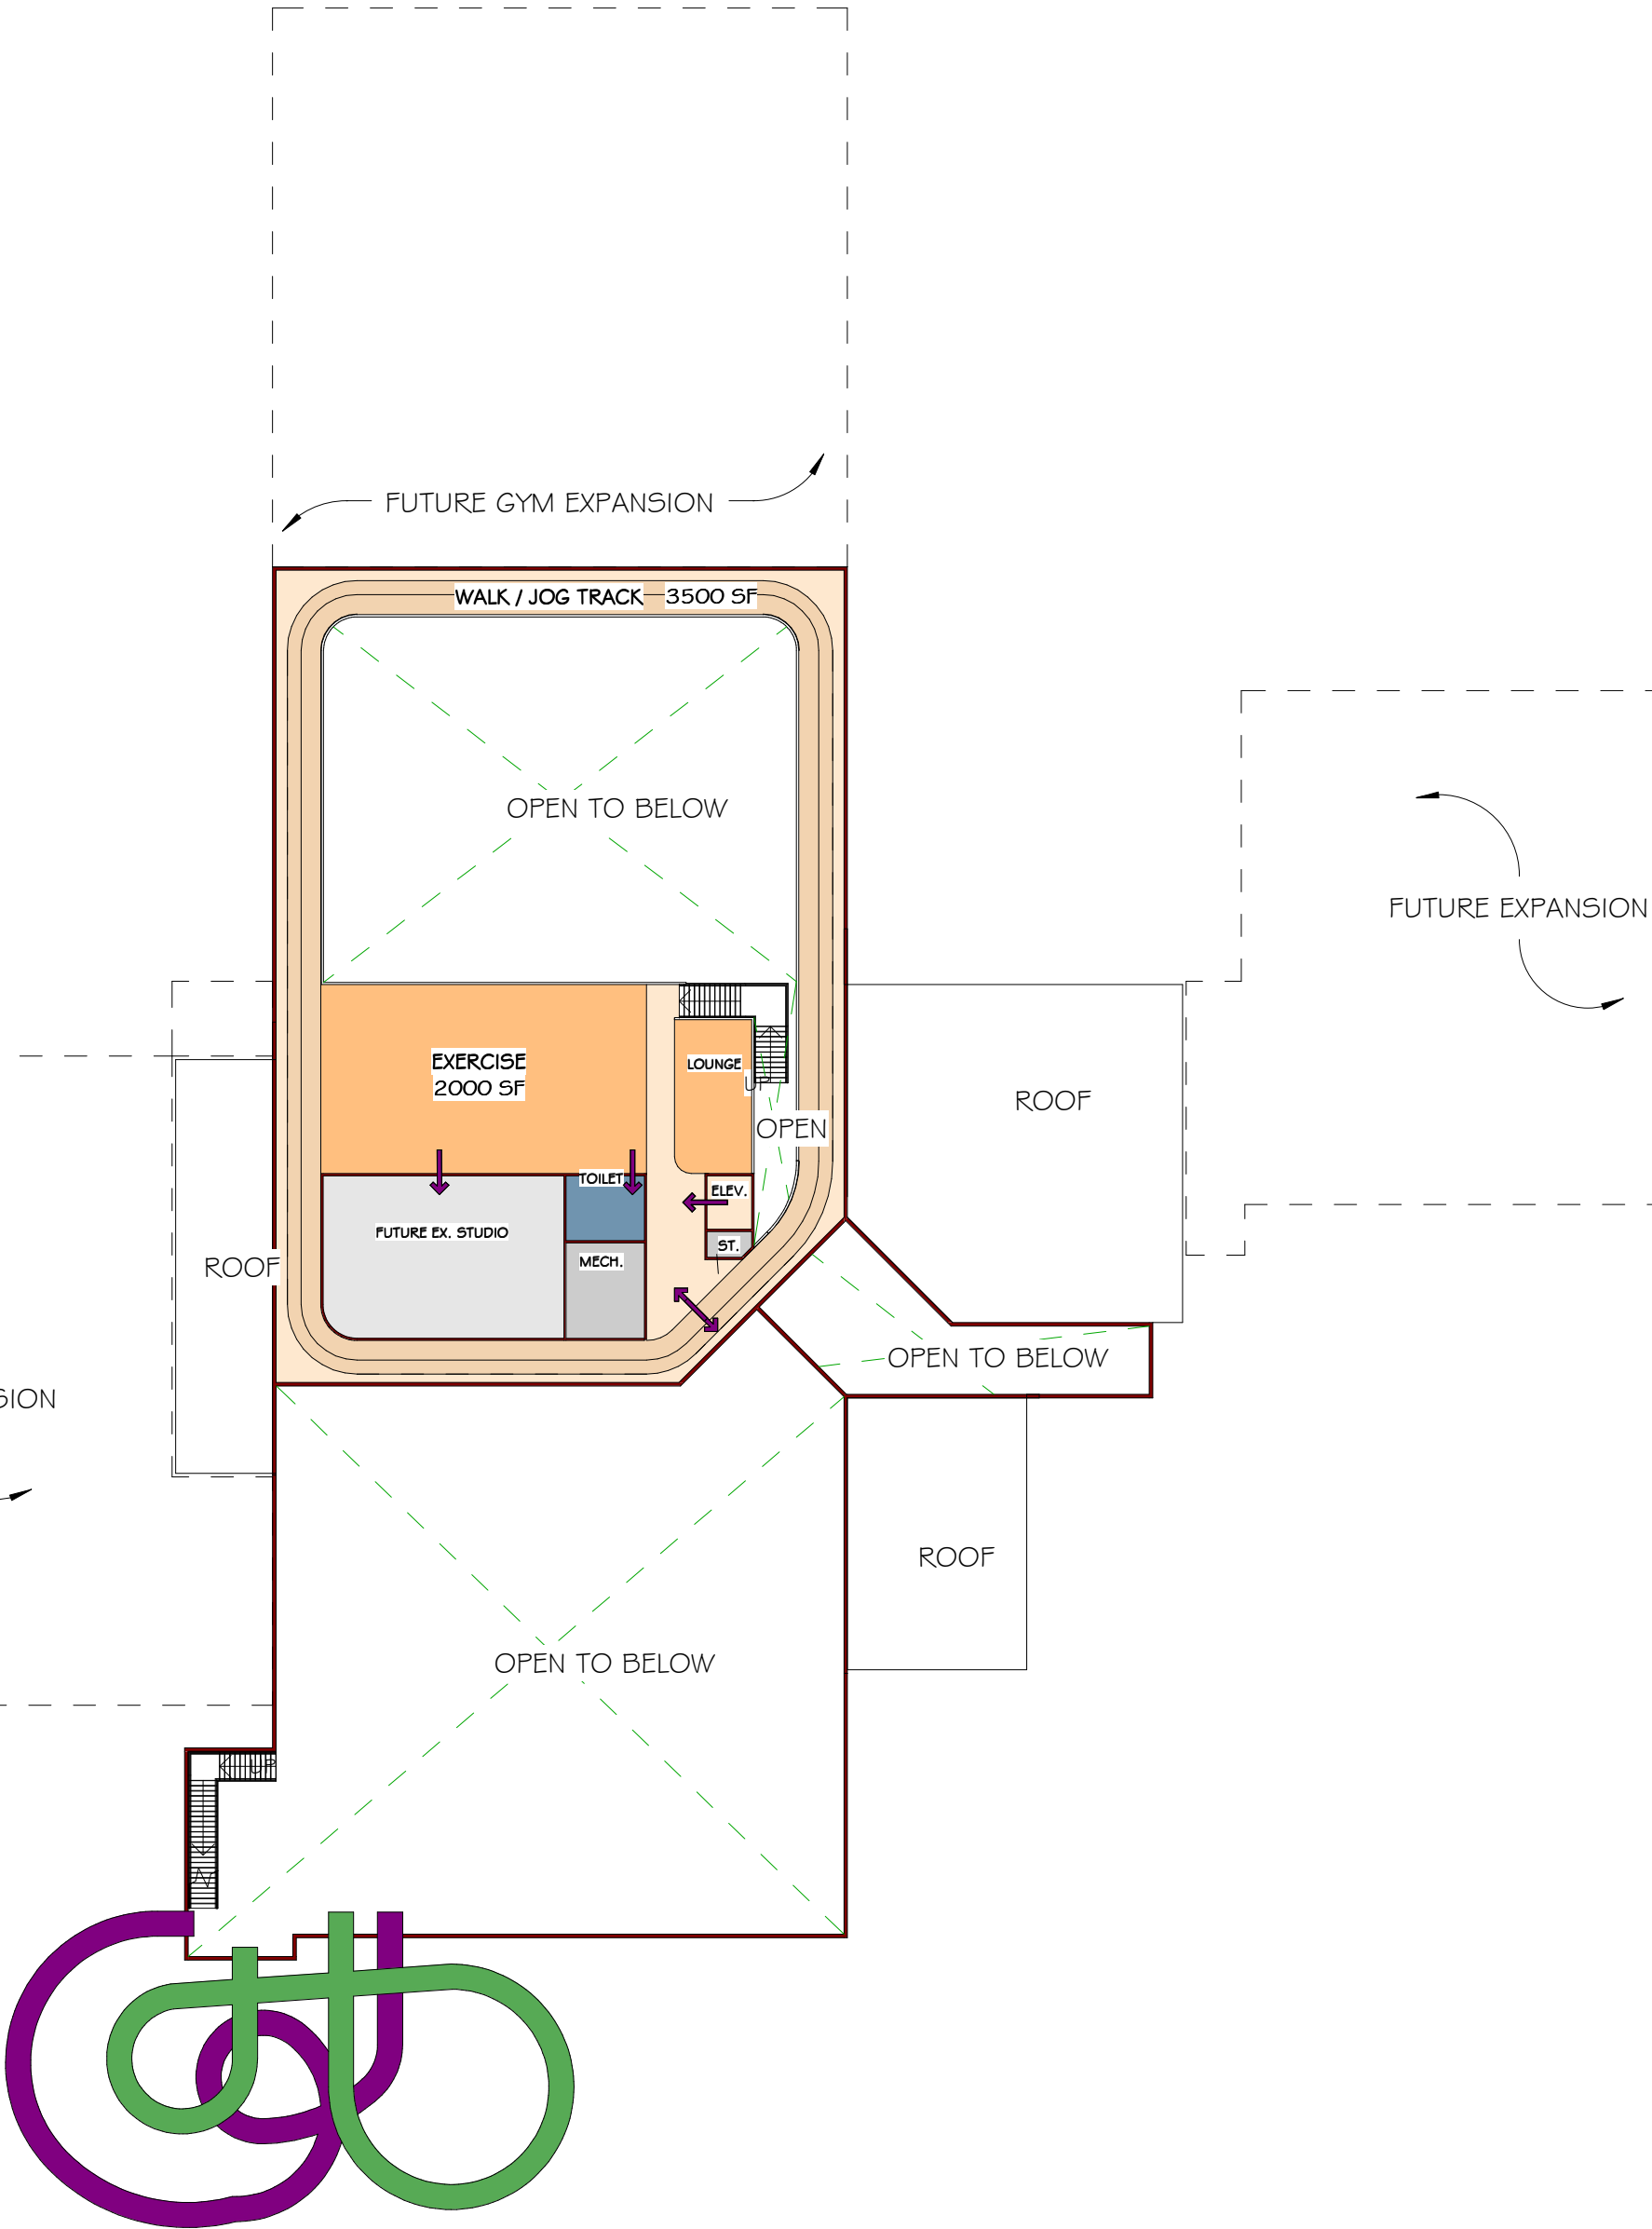 FUTURE GYM EXPANSION
WALK / JOG TRACK 3500 SF
OPEN TO BELOW
FUTURE EXPANSION
EXERCISE
2000 SF
LOUNGE
UP
OPEN
ROOF
TOILET
ELEV.
FUTURE EX. STUDIO
ST.
MECH.
ROOF
OPEN TO BELOW
SION
ROOF
OPEN TO BELOW
UP